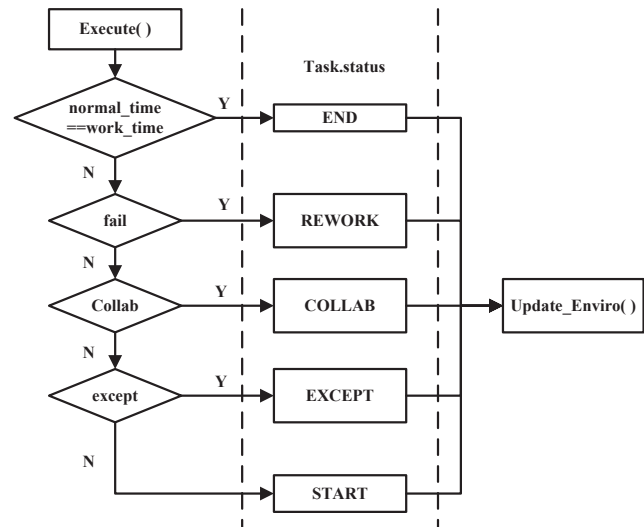 Execute( )
Task.status
normal_time
==work_time
Y
END
N
fail
Y
REWORK
N
Collab
Y
COLLAB
Update_Enviro( )
N
except
Y
EXCEPT
N
START